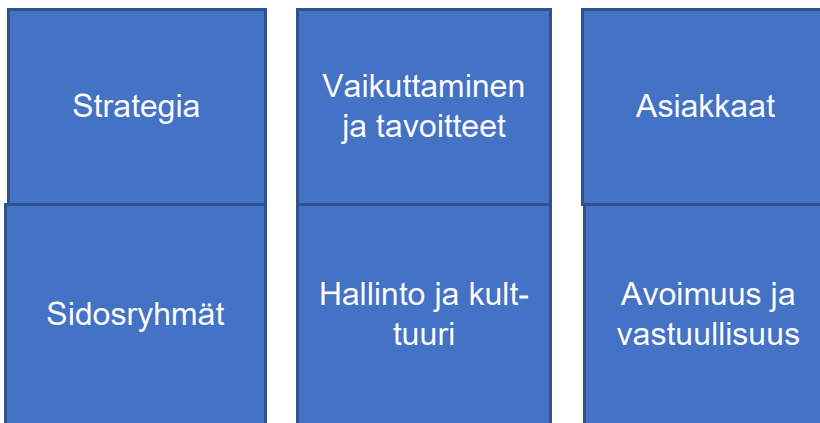 Strategia
Vaikuttaminen
ja tavoitteet
Asiakkaat
Sidosryhmät
Hallinto ja kult-
tuuri
Avoimuus ja
vastuullisuus